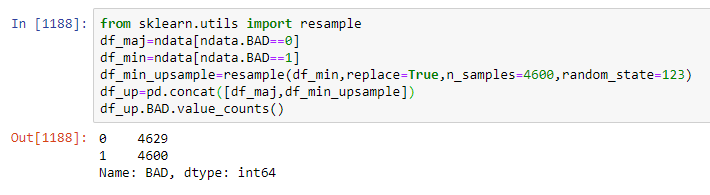 In [1188]: from sklearn.utils import resample
df_maj=ndata[ndata.BAD==0]
df_min=ndata[ndata.BAD==1]
df_min_upsample=resample(df_min,replace=True,n_samples=4600,random_state=123)
df_up=pd.concat([df_maj,df_min_upsample])
df_up.BAD.value_counts()
Out[1188]: 0    4629
1    4600
Name: BAD, dtype: int64